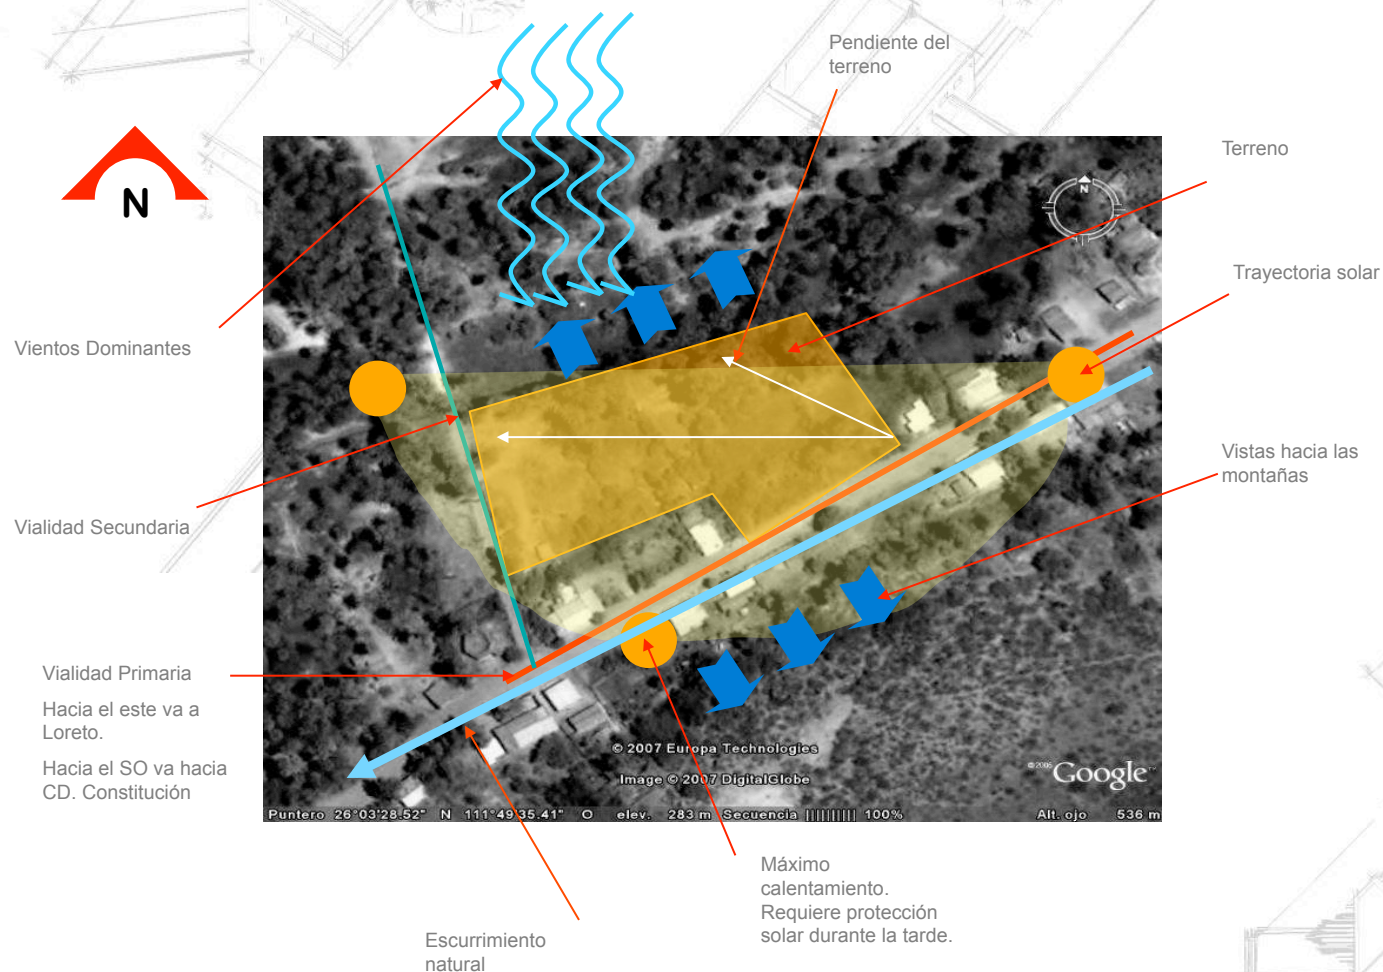 Pendiente del
terreno
Terreno
N
N
Trayectoria solar
Vientos Dominantes
Vistas hacia las
montañas
Vialidad Secundaria
Vialidad Primaria
Hacia el este va a
Loreto.
Hacia el SO va hacia
CD. Constitución
© 2007 Europa Technologies
Image © 2007 DigitalGlobe
© 2006 Google™
Puntero 26°03'28.52" N 111°49'35.41" O elev. 283 m Secuencia |||||||||| 100% Alt. ojo 536 m
Máximo
calentamiento.
Requiere protección
solar durante la tarde.
Escurrimiento
natural